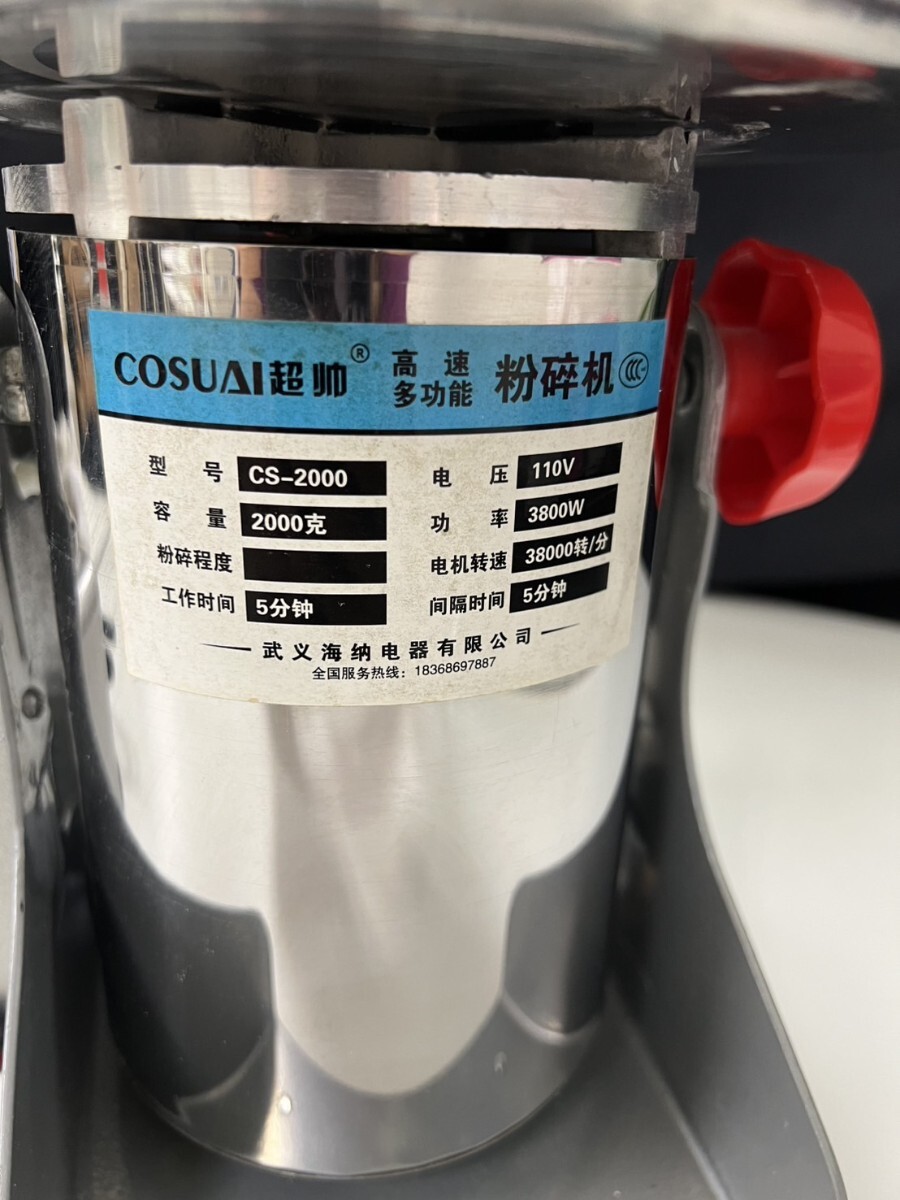 COSUAI超帅® 高速多功能 粉碎机 CCC
型号 CS-2000 电压 110V
容量 2000克 功率 3800W
粉碎程度 电机转速 38000转/分
工作时间 5分钟 间隔时间 5分钟
武义海纳电器有限公司
全国服务热线：18368697887